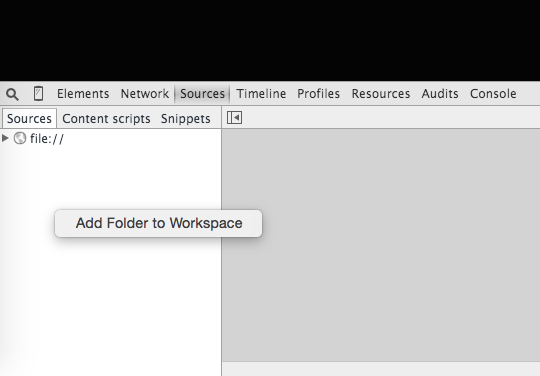 Elements Network Sources Timeline Profiles Resources Audits Console
Sources Content scripts Snippets
file://
Add Folder to Workspace